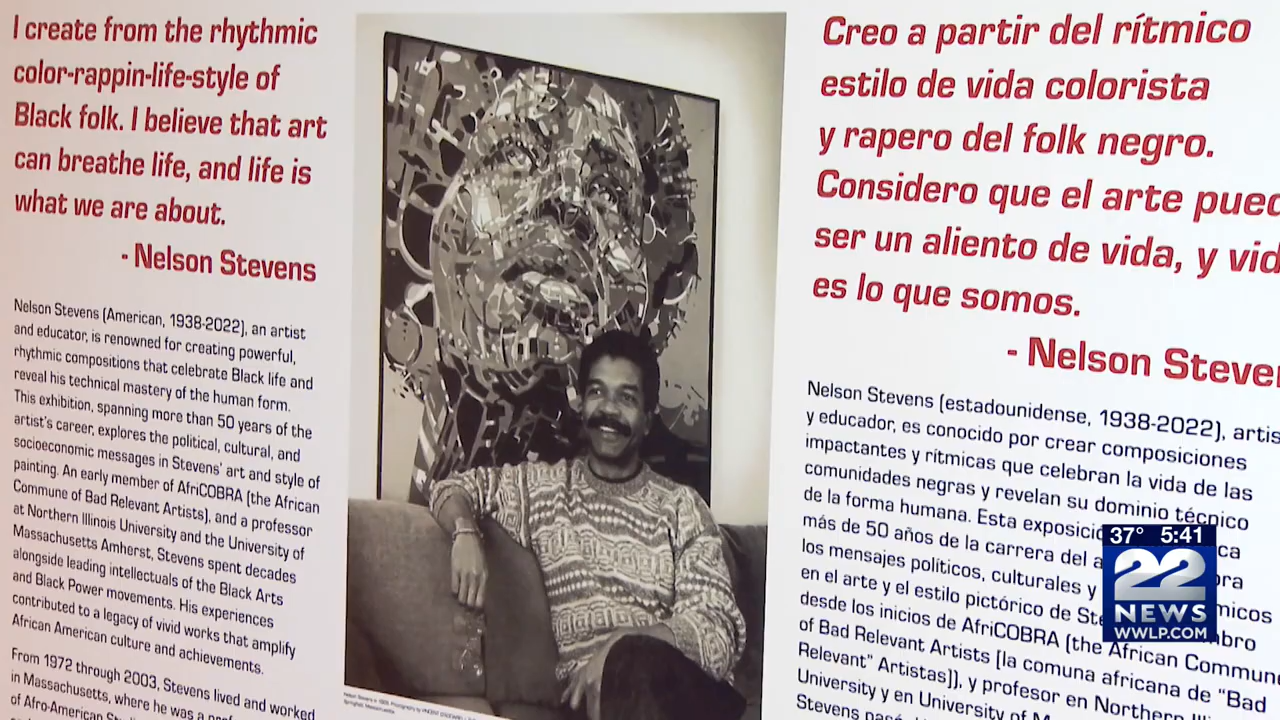 I create from the rhythmic
color-rappin-life-style of
Black folk. I believe that art
can breathe life, and life is
what we are about.
- Nelson Stevens
Nelson Stevens (American, 1938-2022), an artist
and educator, is renowned for creating powerful,
rhythmic compositions that celebrate Black life and
reveal his technical mastery of the human form.
This exhibition, spanning more than 50 years of the
artist's career, explores the political, cultural, and
socioeconomic messages in Stevens' art and style of
painting. An early member of AfriCOBRA (the African
Commune of Bad Relevant Artists), and a professor
at Northern Illinois University and the University of
Massachusetts Amherst, Stevens spent decades
alongside leading intellectuals of the Black Arts
and Black Power movements. His experiences
contributed to a legacy of vivid works that amplify
African American culture and achievements.
From 1972 through 2003, Stevens lived and worked
in Massachusetts, where he was a
of Afro-American
Creo a partir del rítmico
estilo de vida colorista
y rapero del folk negro.
Considero que el arte pued
ser un aliento de vida, y vid
es lo que somos.
- Nelson Steve
Nelson Stevens (estadounidense, 1938-2022), artis
y educador, es conocido por crear composiciones
impactantes y rítmicas que celebran la vida de las
comunidades negras y revelan su dominio técnico
de la forma humana. Esta exposició ca
más de 50 años de la carrera del a bra
los mensajes políticos, culturales y micos
en el arte y el estilo pictórico de Ste mbro
desde los inicios de AfriCOBRA (the African Commun
of Bad Relevant Artists [la comuna africana de "Bad
Relevant" Artistas]), y profesor en Northern
University y en University of
Stevens
37° 5:41
22
NEWS
WWLP.COM